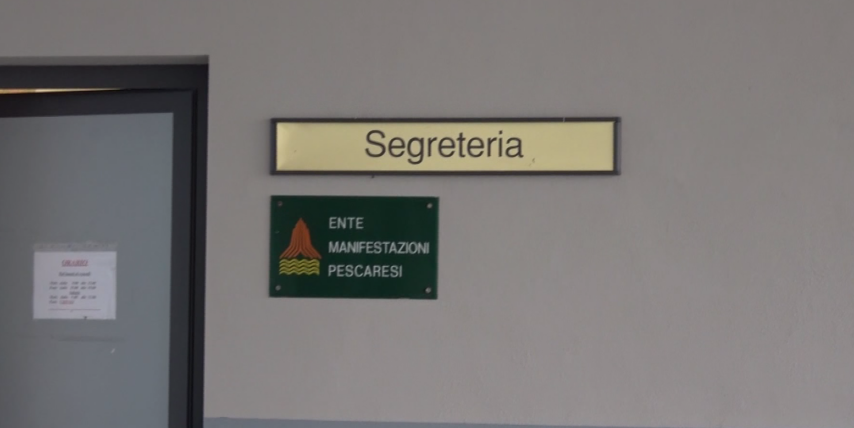 Segreteria
ENTE
MANIFESTAZIONI
PESCARESI
ORARIO